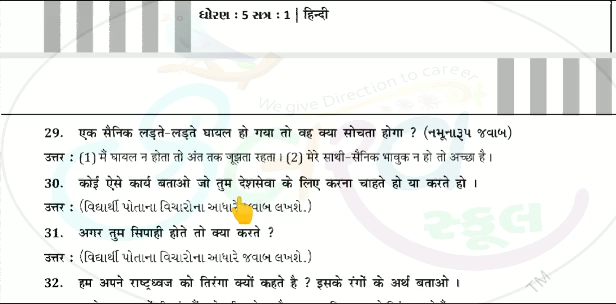 ધોરણ : 5 સત્ર : 1 | हिन्दी
We give Direction to career
29. एक सैनिक लड़ते-लड़ते घायल हो गया तो वह क्या सोचता होगा ? (નમૂનારૂપ જવાબ)
उत्तर : (1) मैं घायल न होता तो अंत तक जूझता रहता। (2) मेरे साथी-सैनिक भावुक न हो तो अच्छा है।
30. कोई ऐसे कार्य बताओ जो तुम देशसेवा के लिए करना चाहते हो या करते हो ।
उत्तर : (વિદ્યાર્થી પોતાના વિચારોના આધારે જવાબ લખશે.)
31. अगर तुम सिपाही होते तो क्या करते ?
उत्तर : (વિદ્યાર્થી પોતાના વિચારોના આધારે જવાબ લખશે.)
32. हम अपने राष्ट्रध्वज को तिरंगा क्यों कहते है ? इसके रंगों के अर्थ बताओ ।
સ્કૂલ
TM